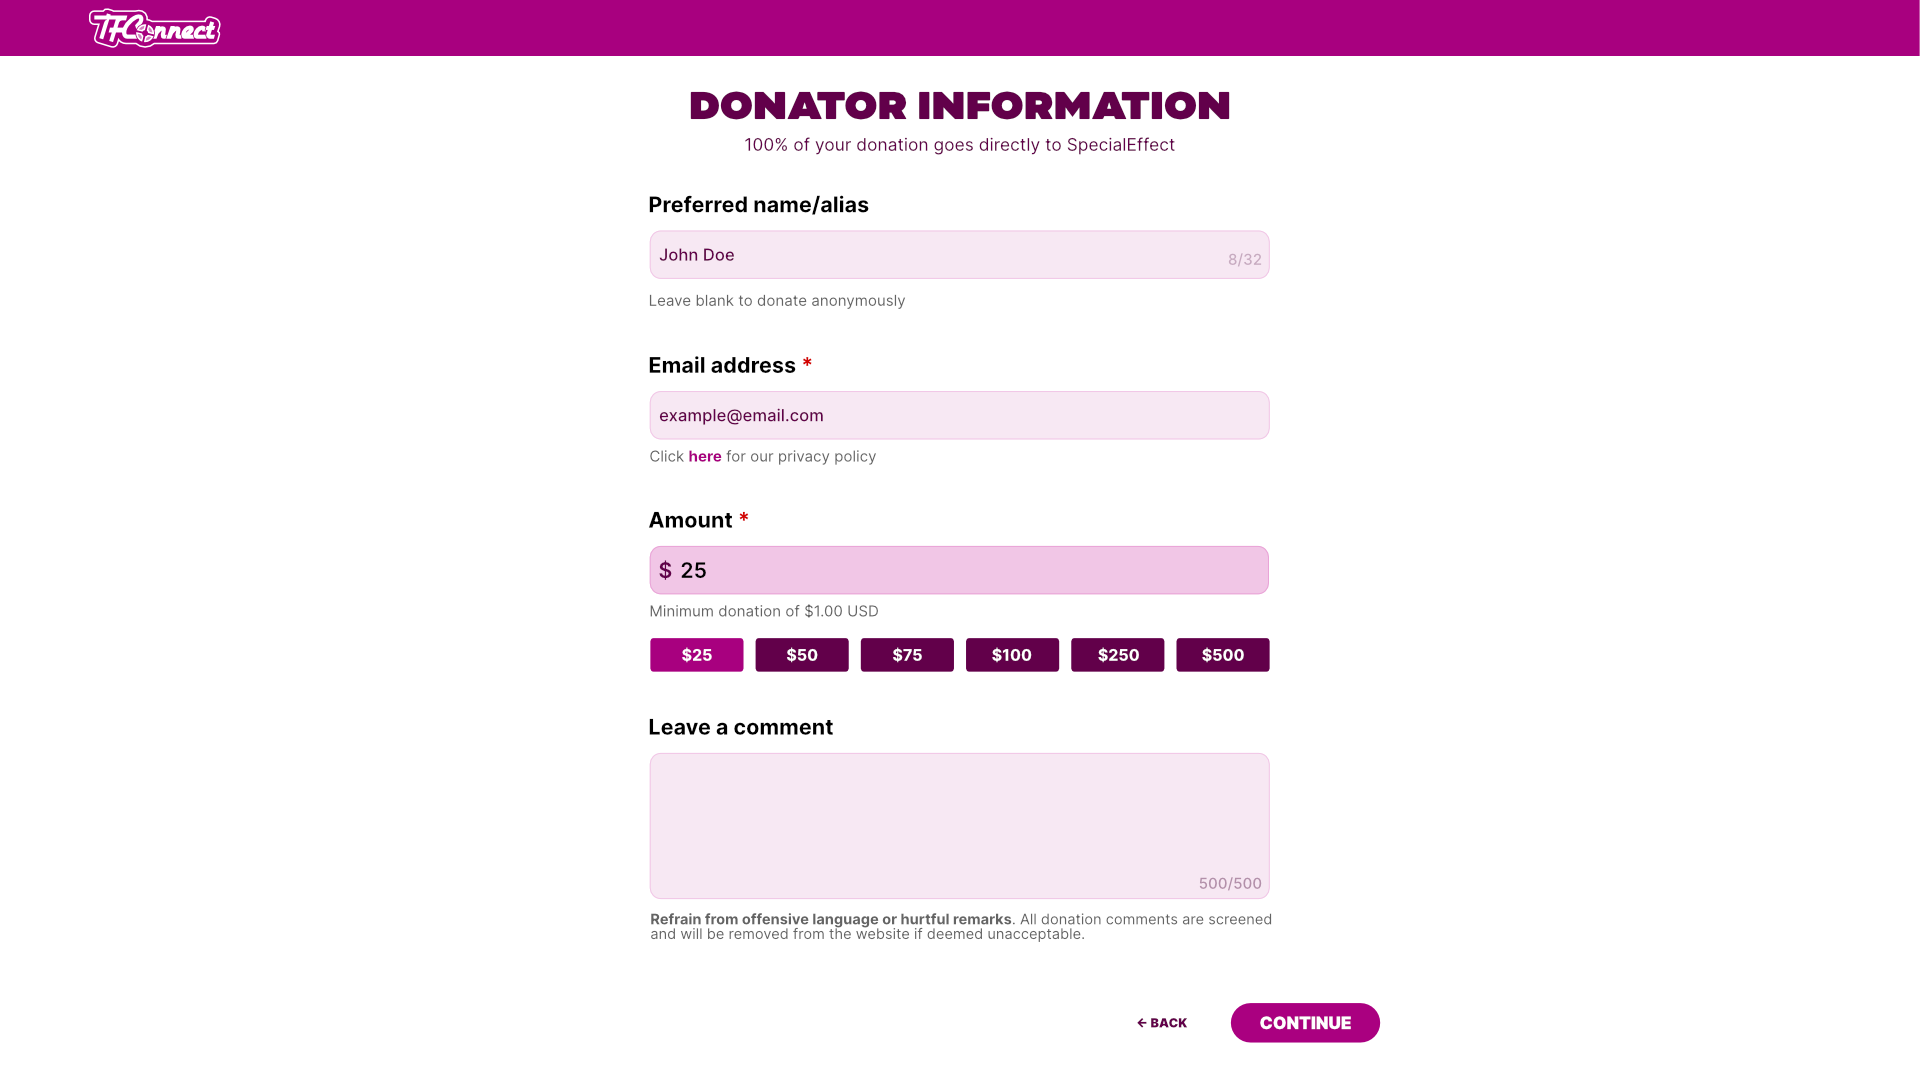 TFConnect
DONATOR INFORMATION
100% of your donation goes directly to SpecialEffect
Preferred name/alias
John Doe
8/32
Leave blank to donate anonymously
Email address *
example@email.com
Click here for our privacy policy
Amount *
$ 25
Minimum donation of $1.00 USD
$25 $50 $75 $100 $250 $500
Leave a comment
500/500
Refrain from offensive language or hurtful remarks. All donation comments are screened
and will be removed from the website if deemed unacceptable.
← BACK CONTINUE